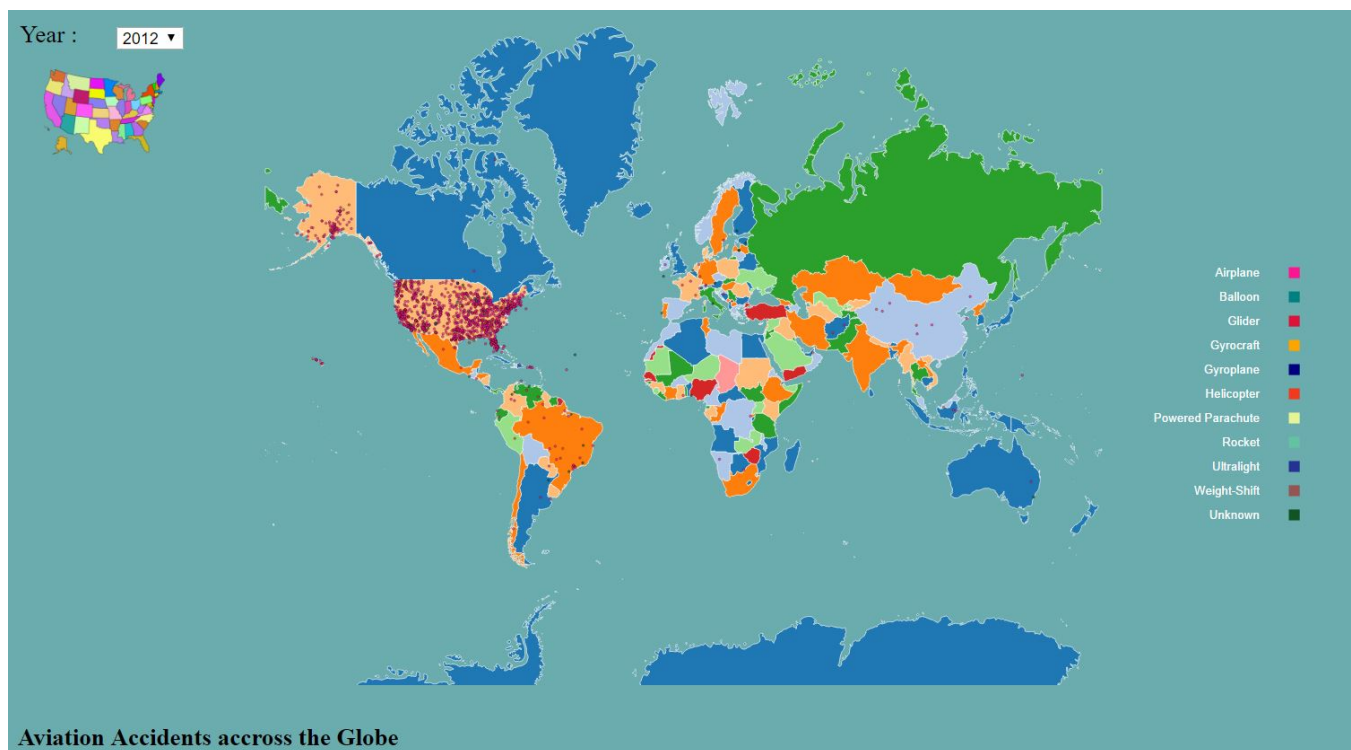 Year :
2012
Airplane
Balloon
Glider
Gyrocraft
Gyroplane
Helicopter
Powered Parachute
Rocket
Ultralight
Weight-Shift
Unknown
Aviation Accidents accross the Globe